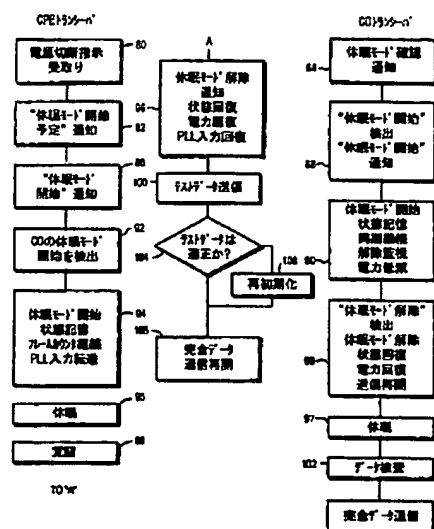 CPEトランシーバ
電源切断指示
受取り
80
"休眠モード開始
予定"通知
82
"休眠モード
開始"通知
86
COの休眠モード
開始を検出
92
休眠モード開始
状態記憶
フレームカウンタ継続
PLL入力転送
94
休眠
95
96
TO"A"
A
休眠モード解除
通知
状態回復
電力回復
PLL入力回復
テストデータ送信
100
テストデータは
適正か?
104
再初期化
108
完全データ
通信再開
COトランシーバ
休眠モード確認
通知
84
"休眠モード開始"
検出
"休眠モード開始"
通知
88
休眠モード開始
状態記憶
同期継続
解除監視
電力低減
90
"休眠モード解除"
検出
休眠モード解除
状態回復
電力回復
送信再開
休眠
97
データ検査
102
完全データ送信